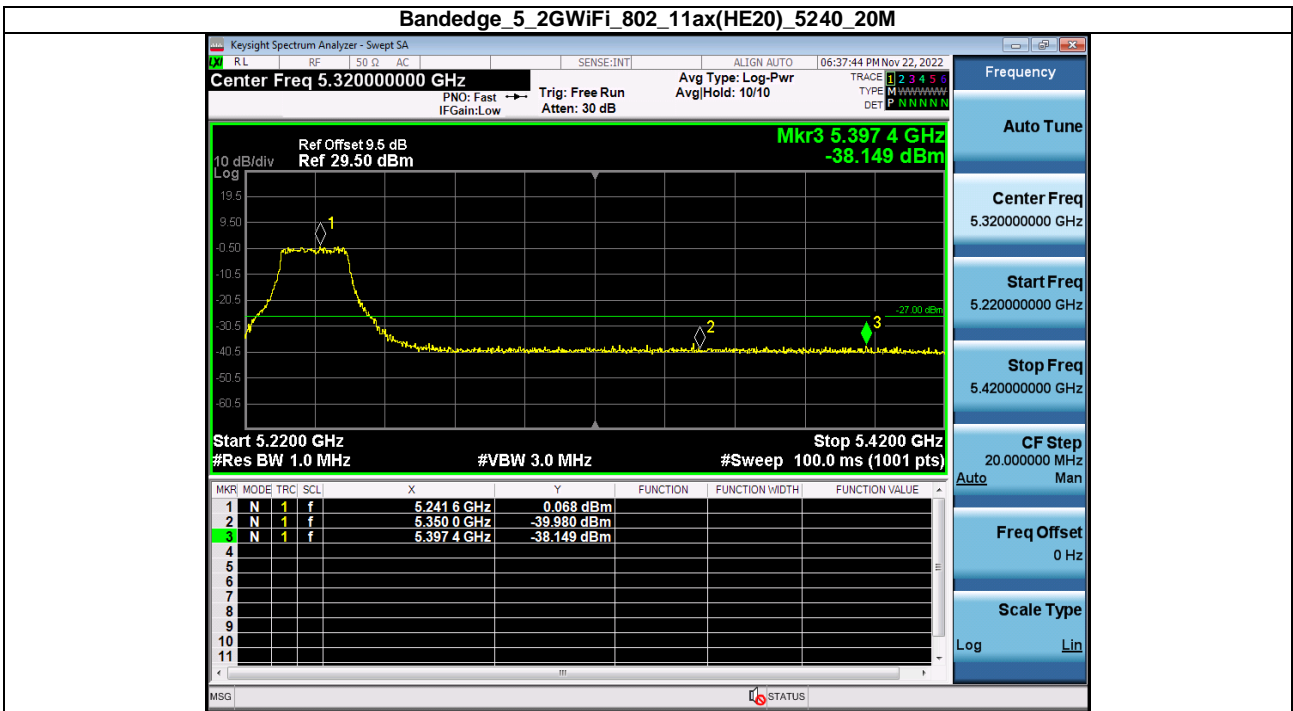 Bandedge_5_2GWiFi_802_11ax(HE20)_5240_20M
Keysight Spectrum Analyzer - Swept SA
LXI RL RF 50 Ω AC SENSE:INT ALIGN AUTO 06:37:44 PM Nov 22, 2022
Center Freq 5.320000000 GHz
PNO: Fast
IFGain:Low
Trig: Free Run
Atten: 30 dB
Avg Type: Log-Pwr
Avg|Hold: 10/10
TRACE 1 2 3 4 5 6
TYPE M WWWWW
DET P N N N N N
Mkr3 5.397 4 GHz
-38.149 dBm
Ref Offset 9.5 dB
10 dB/div Ref 29.50 dBm
Log
19.5
9.50
-0.50
-10.5
-20.5
-30.5
-40.5
-50.5
-60.5
1
2
3
-27.00 dBm
Start 5.2200 GHz Stop 5.4200 GHz
#Res BW 1.0 MHz #VBW 3.0 MHz #Sweep 100.0 ms (1001 pts)
MKR MODE TRC SCL X Y FUNCTION FUNCTION WIDTH FUNCTION VALUE
1 N 1 f 5.241 6 GHz 0.068 dBm
2 N 1 f 5.350 0 GHz -39.980 dBm
3 N 1 f 5.397 4 GHz -38.149 dBm
4
5
6
7
8
9
10
11
MSG STATUS
Frequency
Auto Tune
Center Freq
5.320000000 GHz
Start Freq
5.220000000 GHz
Stop Freq
5.420000000 GHz
CF Step
20.000000 MHz
Auto Man
Freq Offset
0 Hz
Scale Type
Log Lin